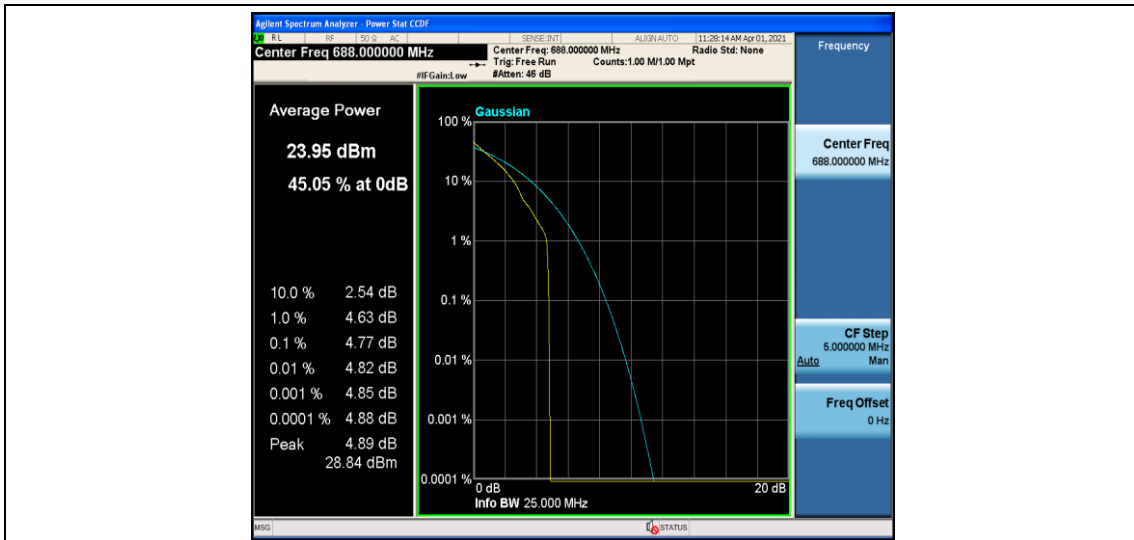 Agilent Spectrum Analyzer - Power Stat CCDF
LXI RL RF 50 Ω AC SENSE:INT ALIGN AUTO 11:28:14 AM Apr 01, 2021
Center Freq 688.000000 MHz
Center Freq: 688.000000 MHz Radio Std: None
Trig: Free Run Counts:1.00 M/1.00 Mpt
#IFGain:Low #Atten: 46 dB
Frequency
Average Power
23.95 dBm
45.05 % at 0dB
10.0 % 2.54 dB
1.0 % 4.63 dB
0.1 % 4.77 dB
0.01 % 4.82 dB
0.001 % 4.85 dB
0.0001 % 4.88 dB
Peak 4.89 dB
28.84 dBm
Gaussian
100 %
10 %
1 %
0.1 %
0.01 %
0.001 %
0.0001 %
0 dB 20 dB
Info BW 25.000 MHz
Center Freq
688.000000 MHz
CF Step
5.000000 MHz
Auto Man
Freq Offset
0 Hz
MSG STATUS